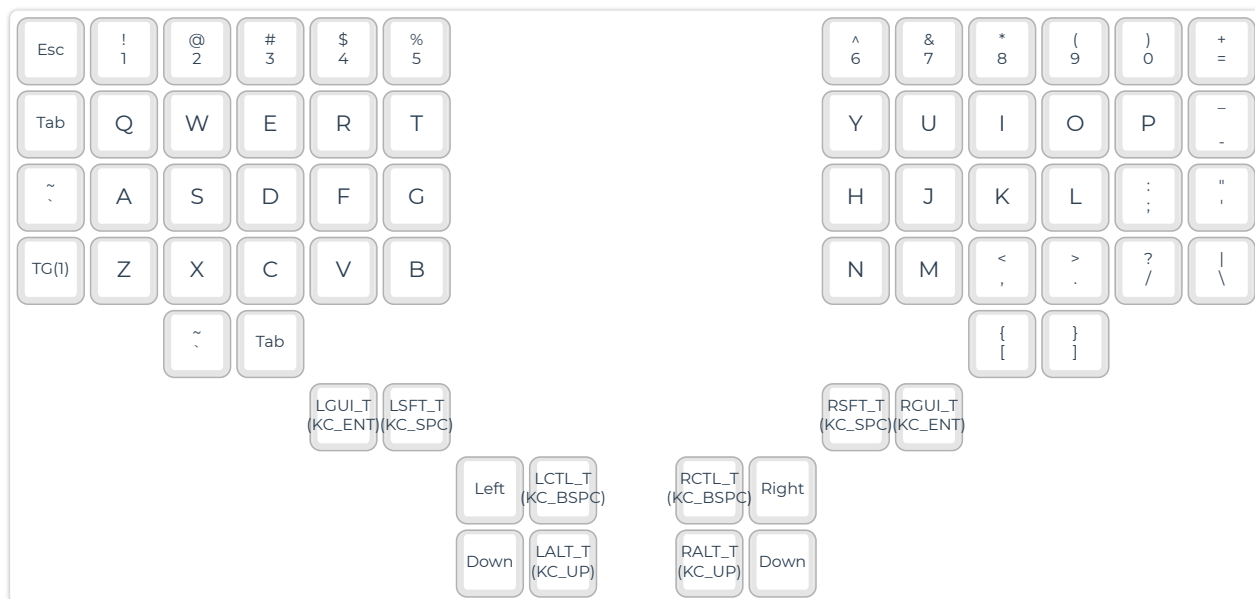 Esc ! @ # $ % ^ & * ( ) +
1 2 3 4 5 6 7 8 9 0 =
Tab Q W E R T Y U I O P _
-
~ A S D F G H J K L : "
` ; '
TG(1) Z X C V B N M < > ? |
, . / \
~ Tab { }
` [ ]
LGUI_T LSFT_T RSFT_T RGUI_T
(KC_ENT) (KC_SPC) (KC_SPC) (KC_ENT)
Left LCTL_T RCTL_T Right
(KC_BSPC) (KC_BSPC)
Down LALT_T RALT_T Down
(KC_UP) (KC_UP)